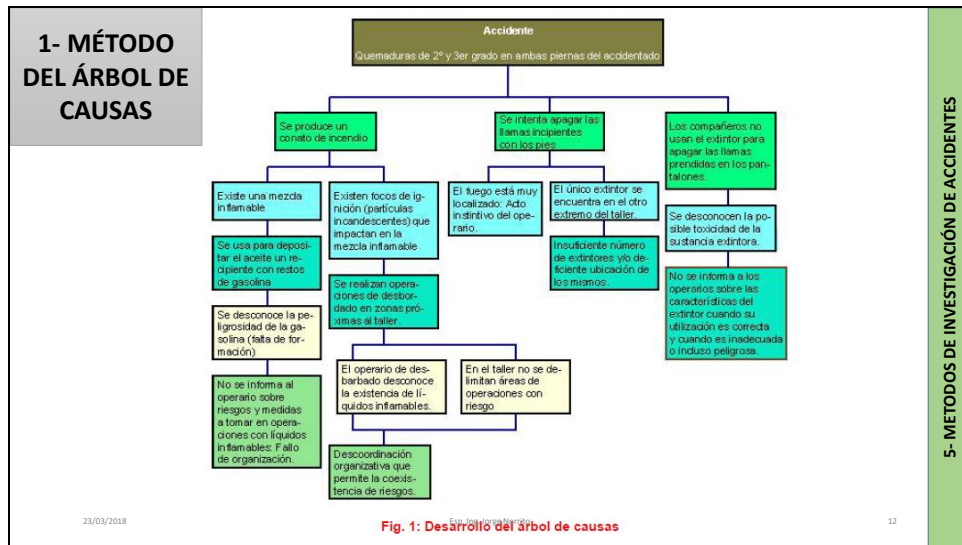 1- MÉTODO
DEL ÁRBOL DE
CAUSAS
Accidente
Quemaduras de 2º y 3er grado en ambas piernas del accidentado
Se produce un
conato de incendio
Se intenta apagar las
llamas incipientes
con los pies
Los compañeros no
usan el extintor para
apagar las llamas
prendidas en los pan-
talones.
Existe una mezcla
inflamable
Existen focos de ig-
nición (partículas
incandescentes) que
impactan en la
mezcla inflamable
El fuego está muy
localizado: Acto
instintivo del ope-
rario.
El único extintor se
encuentra en el otro
extremo del taller.
Se desconocen la po-
sible toxicidad de la
sustancia extintora.
Se usa para deposi-
tar el aceite un re-
cipiente con restos
de gasolina
Se realizan opera-
ciones de desbor-
dado en zonas pró-
ximas al taller.
Insuficiente número
de extintores y/o de-
ficiente ubicación de
los mismos.
No se informa a los
operarios sobre las
características del
extintor cuando su
utilización es correcta
y cuando es inadecuada
o incluso peligrosa.
Se desconoce la pe-
ligrosidad de la ga-
solina (falta de for-
mación)
El operario de des-
barbado desconoce
la existencia de lí-
quidos inflamables.
En el taller no se de-
limitan áreas de
operaciones con
riesgo
No se informa al
operario sobre
riesgos y medidas
a tomar en opera-
ciones con líquidos
inflamables: Fallo
de organización.
Descoordinación
organizativa que
permite la coexis-
tencia de riesgos.
23/03/2018
Esp. Ing. Jorge
Fig. 1: Desarrollo del árbol de causas
12
5- METODOS DE INVESTIGACIÓN DE ACCIDENTES